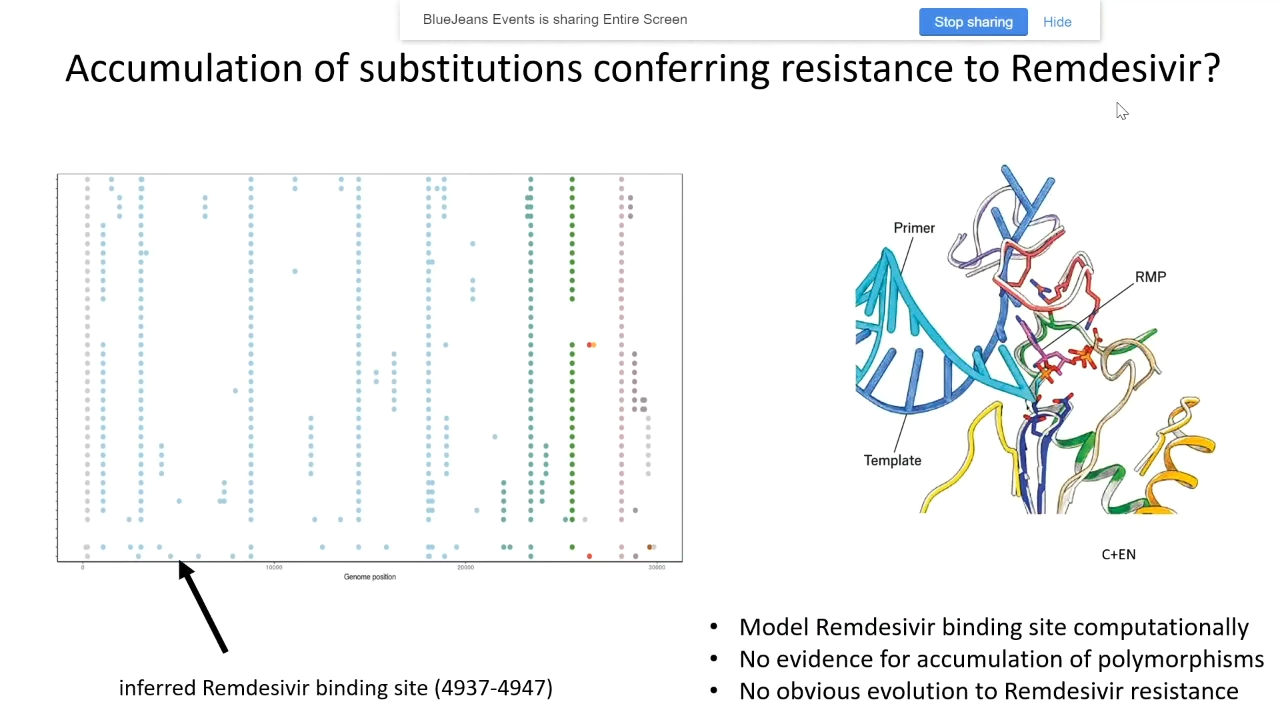 BlueJeans Events is sharing Entire Screen
Stop sharing
Hide
Accumulation of substitutions conferring resistance to Remdesivir?
Primer
RMP
Template
C+EN
0
10000
20000
30000
Genome position
inferred Remdesivir binding site (4937-4947)
• Model Remdesivir binding site computationally
• No evidence for accumulation of polymorphisms
• No obvious evolution to Remdesivir resistance